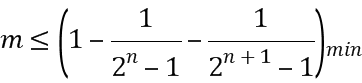 m ≤ (1 − 1/(2^n − 1) − 1/(2^(n + 1) − 1))_min